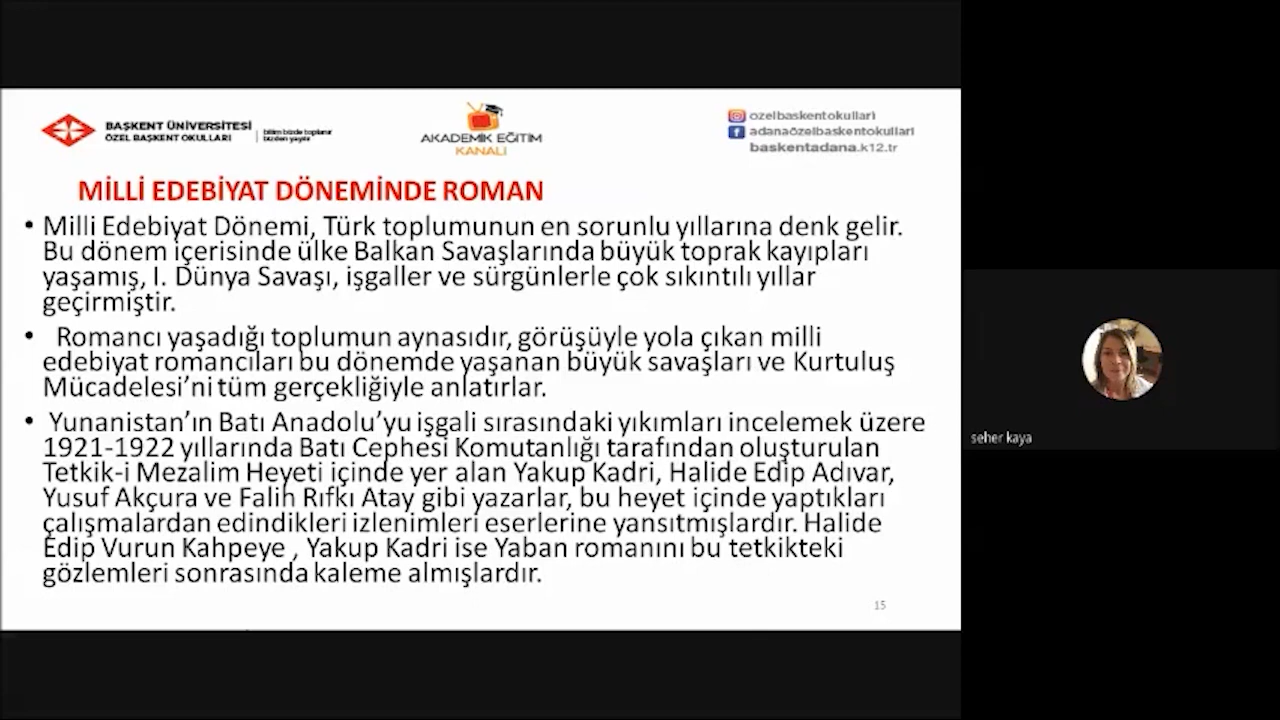 BAŞKENT ÜNİVERSİTESİ
ÖZEL BAŞKENT OKULLARI
bilim bizde toplanır
bizden yayılır
AKADEMİK EĞİTİM
KANALI
ozelbaskentokullari
adanaözelbaskentokullari
baskentadana.k12.tr
MİLLİ EDEBİYAT DÖNEMİNDE ROMAN
• Milli Edebiyat Dönemi, Türk toplumunun en sorunlu yıllarına denk gelir.
Bu dönem içerisinde ülke Balkan Savaşlarında büyük toprak kayıpları
yaşamış, I. Dünya Savaşı, işgaller ve sürgünlerle çok sıkıntılı yıllar
geçirmiştir.
• Romancı yaşadığı toplumun aynasıdır, görüşüyle yola çıkan milli
edebiyat romancıları bu dönemde yaşanan büyük savaşları ve Kurtuluş
Mücadelesi’ni tüm gerçekliğiyle anlatırlar.
• Yunanistan’ın Batı Anadolu’yu işgali sırasındaki yıkımları incelemek üzere
1921-1922 yıllarında Batı Cephesi Komutanlığı tarafından oluşturulan
Tetkik-i Mezalim Heyeti içinde yer alan Yakup Kadri, Halide Edip Adıvar,
Yusuf Akçura ve Falih Rıfkı Atay gibi yazarlar, bu heyet içinde yaptıkları
çalışmalardan edindikleri izlenimleri eserlerine yansıtmışlardır. Halide
Edip Vurun Kahpeye , Yakup Kadri ise Yaban romanını bu tetkikteki
gözlemleri sonrasında kaleme almışlardır.
15
seher kaya